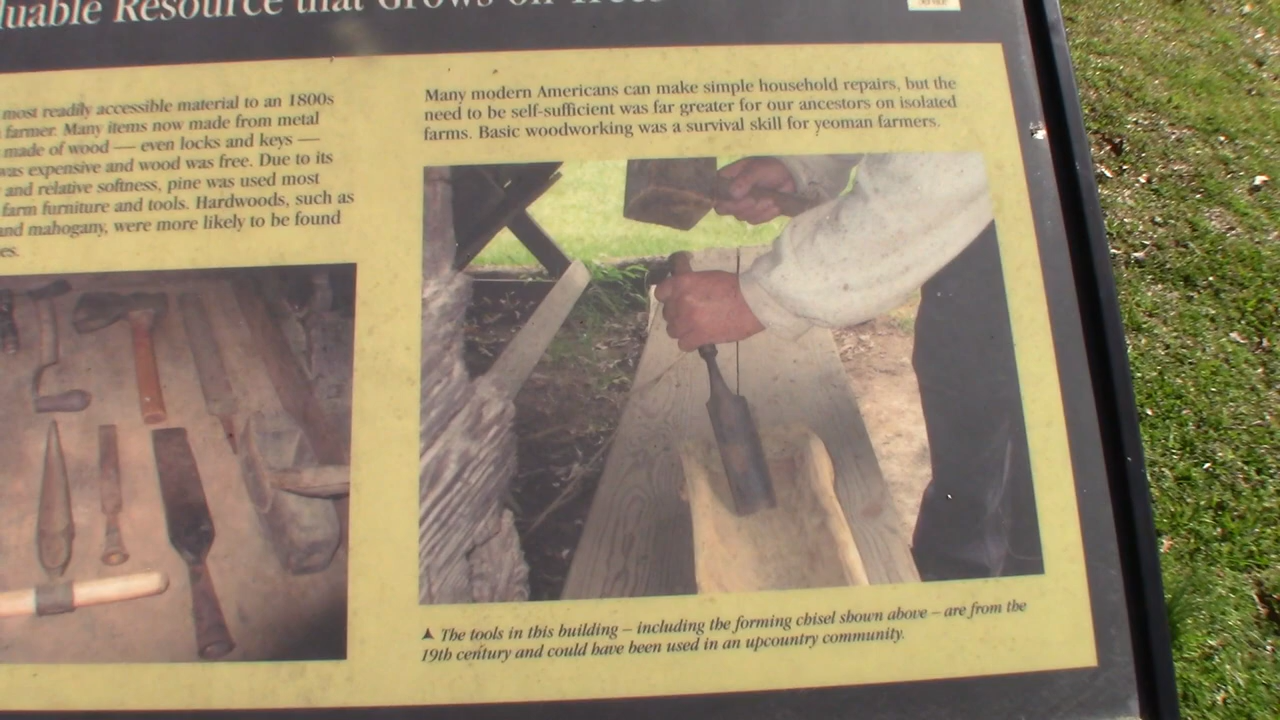 luable Resource that Grows on Trees
most readily accessible material to an 1800s
farmer. Many items now made from metal
made of wood — even locks and keys —
was expensive and wood was free. Due to its
and relative softness, pine was used most
farm furniture and tools. Hardwoods, such as
and mahogany, were more likely to be found
es.
Many modern Americans can make simple household repairs, but the
need to be self-sufficient was far greater for our ancestors on isolated
farms. Basic woodworking was a survival skill for yeoman farmers.
▲ The tools in this building – including the forming chisel shown above – are from the
19th century and could have been used in an upcountry community.